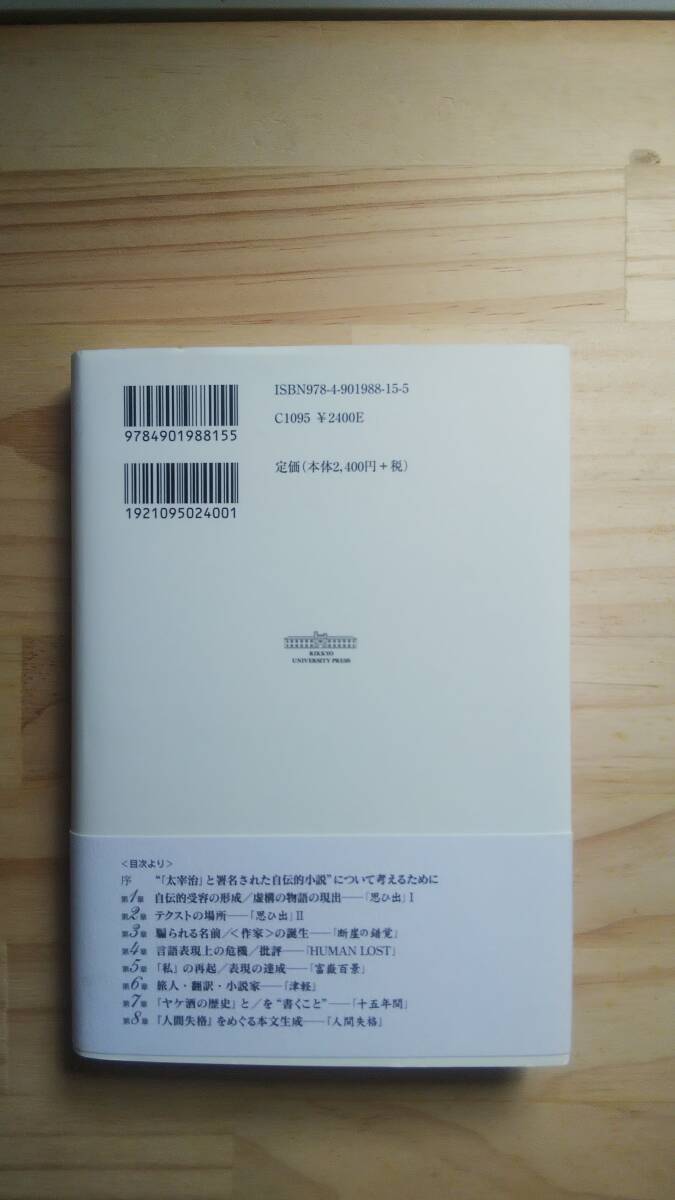 ISBN978-4-901988-15-5
9784901988155
C1095 ¥2400E
定価(本体2,400円+税)
1921095024001
RIKKYO
UNIVERSITY PRESS
<目次より>
序 “「太宰治」と署名された自伝的小説”について考えるために
第1章 自伝的受容の形成/虚構の物語の現出──「思ひ出」I
第2章 テクストの場所──「思ひ出」II
第3章 騙られる名前/〈作家〉の誕生──「断崖の錯覚」
第4章 言語表現上の危機/批評──「HUMAN LOST」
第5章 「私」の再起/表現の達成──「富嶽百景」
第6章 旅人・翻訳・小説家──「津軽」
第7章 「ヤケ酒の歴史」と/を“書くこと”──「十五年間」
第8章 『人間失格』をめぐる本文生成──「人間失格」